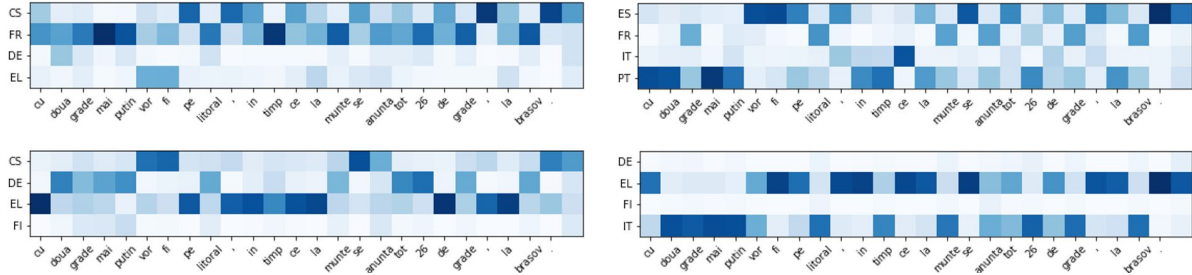 CS
FR
DE
EL
cu doua grade mai putin vor fi pe litoral , in timp ce la munte se anunta tot 26 de grade , la brasov .
ES
FR
IT
PT
cu doua grade mai putin vor fi pe litoral , in timp ce la munte se anunta tot 26 de grade , la brasov .
CS
DE
EL
FI
cu doua grade mai putin vor fi pe litoral , in timp ce la munte se anunta tot 26 de grade , la brasov .
DE
EL
FI
IT
cu doua grade mai putin vor fi pe litoral , in timp ce la munte se anunta tot 26 de grade , la brasov .